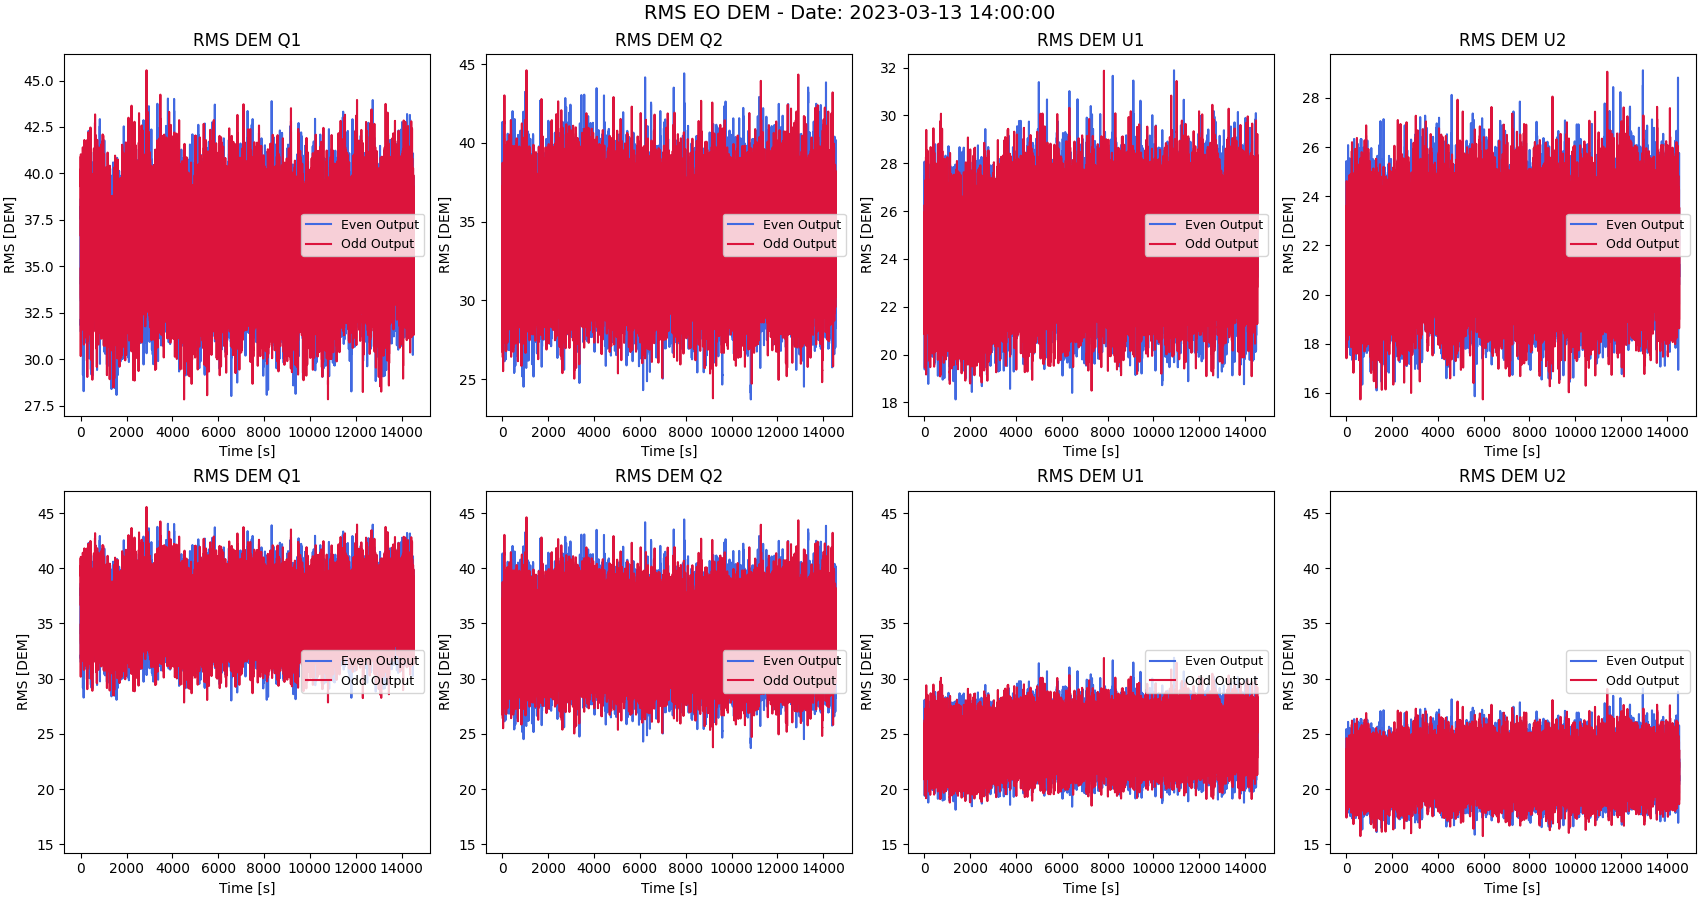 RMS EO DEM - Date: 2023-03-13 14:00:00
RMS DEM Q1
RMS [DEM]
45.0
42.5
40.0
37.5
35.0
32.5
30.0
27.5
Even Output
Odd Output
0 2000 4000 6000 8000 10000 12000 14000
Time [s]
RMS DEM Q2
RMS [DEM]
45
40
35
30
25
Even Output
Odd Output
0 2000 4000 6000 8000 10000 12000 14000
Time [s]
RMS DEM U1
RMS [DEM]
32
30
28
26
24
22
20
18
Even Output
Odd Output
0 2000 4000 6000 8000 10000 12000 14000
Time [s]
RMS DEM U2
RMS [DEM]
28
26
24
22
20
18
16
Even Output
Odd Output
0 2000 4000 6000 8000 10000 12000 14000
Time [s]
RMS DEM Q1
RMS [DEM]
45
40
35
30
25
20
15
Even Output
Odd Output
0 2000 4000 6000 8000 10000 12000 14000
Time [s]
RMS DEM Q2
RMS [DEM]
45
40
35
30
25
20
15
Even Output
Odd Output
0 2000 4000 6000 8000 10000 12000 14000
Time [s]
RMS DEM U1
RMS [DEM]
45
40
35
30
25
20
15
Even Output
Odd Output
0 2000 4000 6000 8000 10000 12000 14000
Time [s]
RMS DEM U2
RMS [DEM]
45
40
35
30
25
20
15
Even Output
Odd Output
0 2000 4000 6000 8000 10000 12000 14000
Time [s]